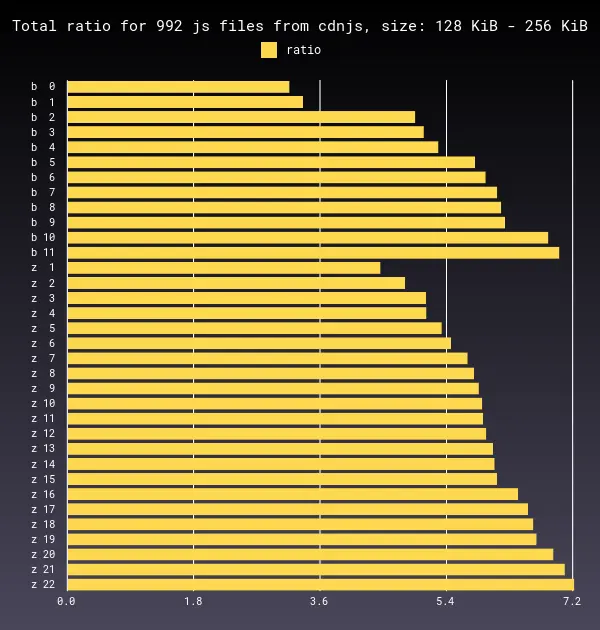 Total ratio for 992 js files from cdnjs, size: 128 KiB - 256 KiB
ratio
b 0
b 1
b 2
b 3
b 4
b 5
b 6
b 7
b 8
b 9
b 10
b 11
z 1
z 2
z 3
z 4
z 5
z 6
z 7
z 8
z 9
z 10
z 11
z 12
z 13
z 14
z 15
z 16
z 17
z 18
z 19
z 20
z 21
z 22
0.0 1.8 3.6 5.4 7.2